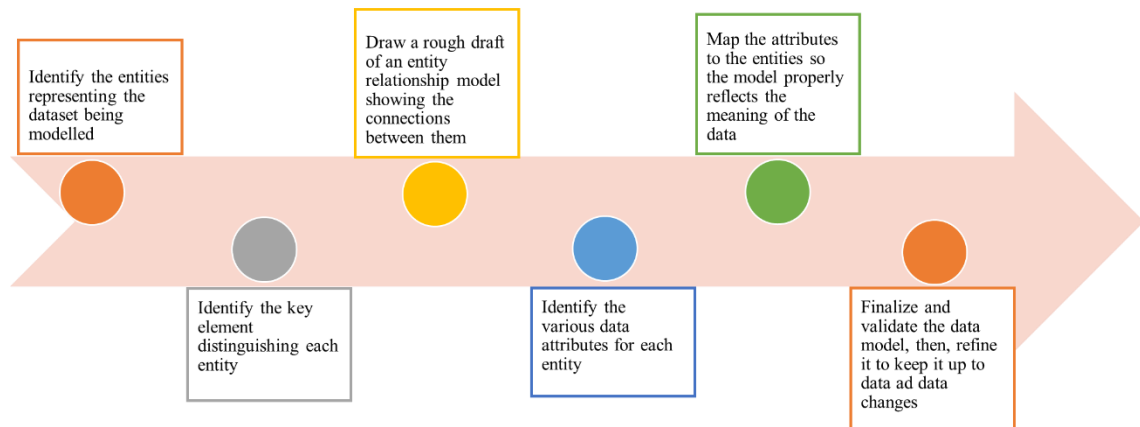 Identify the entities
representing the
dataset being
modelled
Identify the key
element
distinguishing each
entity
Draw a rough draft
of an entity
relationship model
showing the
connections
between them
Identify the
various data
attributes for each
entity
Map the attributes
to the entities so
the model properly
reflects the
meaning of the
data
Finalize and
validate the data
model, then, refine
it to keep it up to
data ad data
changes